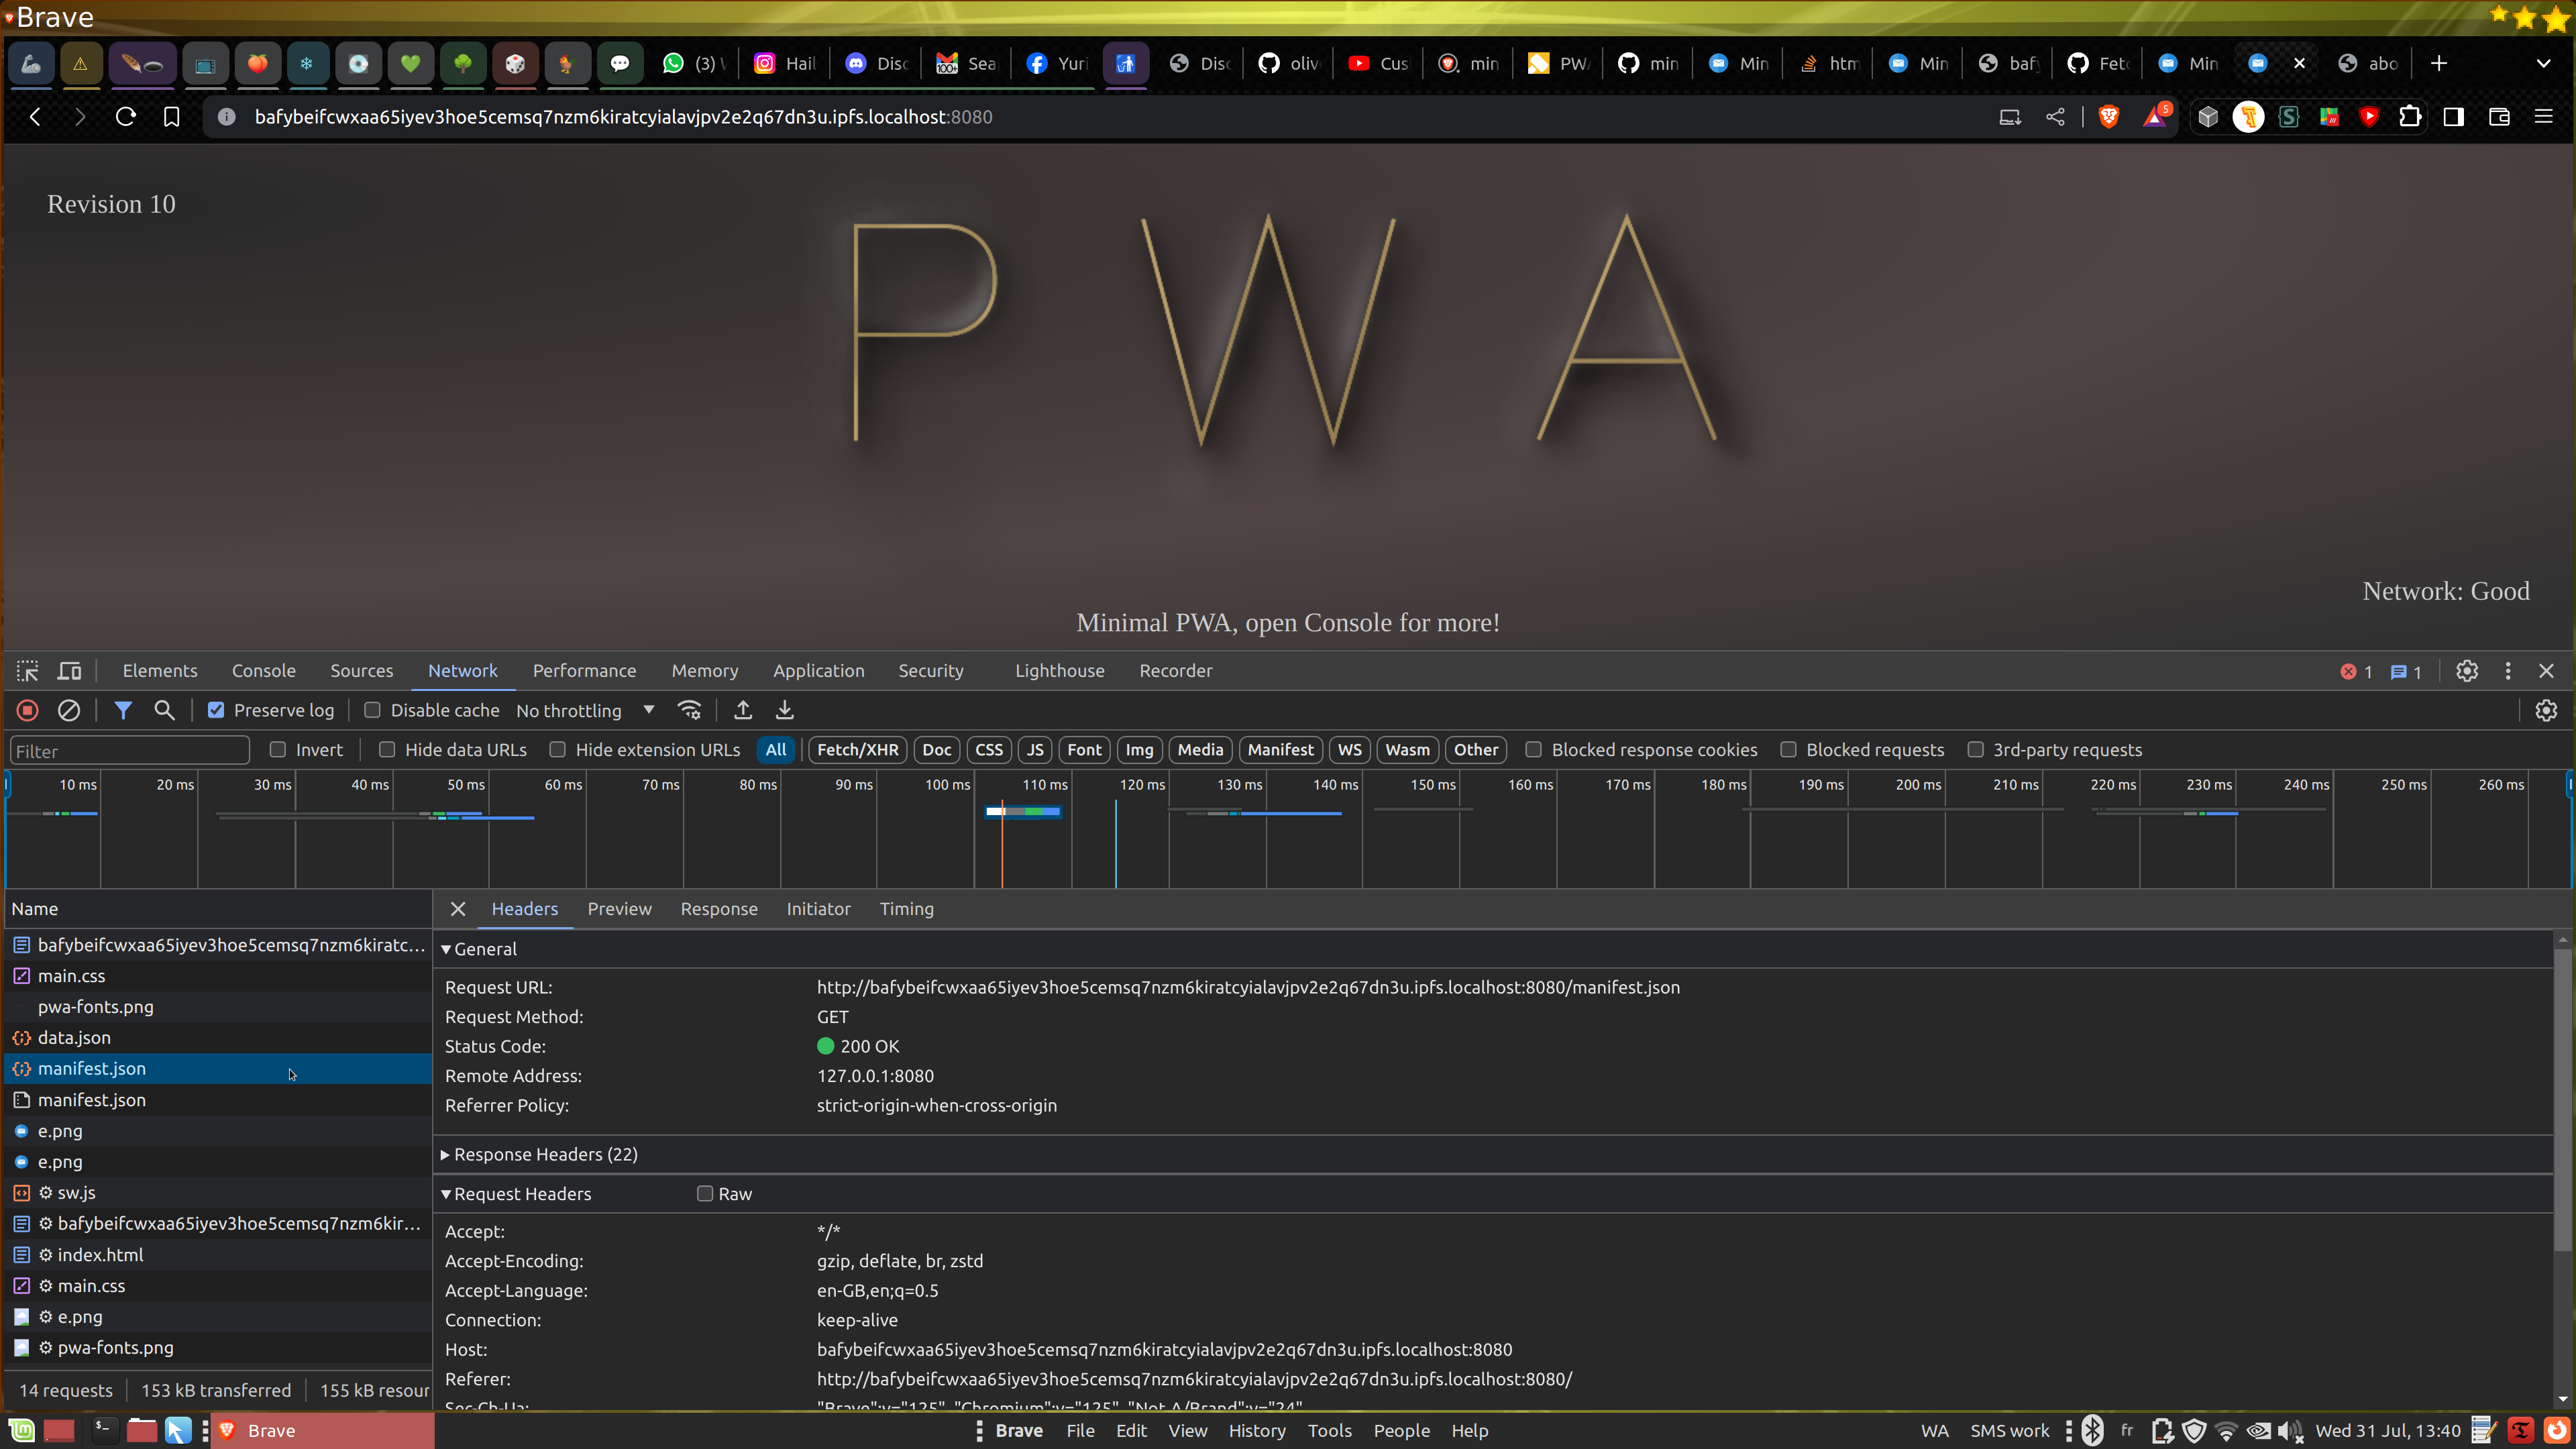 Brave
(3) W
Hail
Disc
Sea
Yuri
Disc
oliv
Cus
min
PW
min
Min
htm
Min
baf
Fet
Min
abo
bafybeifcwxaa65iyev3hoe5cemsq7nzm6kiratcyialavjpv2e2q67dn3u.ipfs.localhost:8080
5
Revision 10
PWA
Network: Good
Minimal PWA, open Console for more!
Elements Console Sources Network Performance Memory Application Security Lighthouse Recorder 1 1
Preserve log Disable cache No throttling
Filter Invert Hide data URLs Hide extension URLs All Fetch/XHR Doc CSS JS Font Img Media Manifest WS Wasm Other Blocked response cookies Blocked requests 3rd-party requests
10 ms 20 ms 30 ms 40 ms 50 ms 60 ms 70 ms 80 ms 90 ms 100 ms 110 ms 120 ms 130 ms 140 ms 150 ms 160 ms 170 ms 180 ms 190 ms 200 ms 210 ms 220 ms 230 ms 240 ms 250 ms 260 ms
Name
bafybeifcwxaa65iyev3hoe5cemsq7nzm6kiratc...
main.css
pwa-fonts.png
data.json
manifest.json
manifest.json
e.png
e.png
sw.js
bafybeifcwxaa65iyev3hoe5cemsq7nzm6kir...
index.html
main.css
e.png
pwa-fonts.png
14 requests 153 kB transferred 155 kB resour
Headers Preview Response Initiator Timing
General
Request URL: http://bafybeifcwxaa65iyev3hoe5cemsq7nzm6kiratcyialavjpv2e2q67dn3u.ipfs.localhost:8080/manifest.json
Request Method: GET
Status Code: 200 OK
Remote Address: 127.0.0.1:8080
Referrer Policy: strict-origin-when-cross-origin
Response Headers (22)
Request Headers Raw
Accept: */*
Accept-Encoding: gzip, deflate, br, zstd
Accept-Language: en-GB,en;q=0.5
Connection: keep-alive
Host: bafybeifcwxaa65iyev3hoe5cemsq7nzm6kiratcyialavjpv2e2q67dn3u.ipfs.localhost:8080
Referer: http://bafybeifcwxaa65iyev3hoe5cemsq7nzm6kiratcyialavjpv2e2q67dn3u.ipfs.localhost:8080/
Sec-Ch-Ua: "Brave";v="125", "Chromium";v="125", "Not.A/Brand";v="24"
Brave
Brave File Edit View History Tools People Help
WA SMS work fr Wed 31 Jul, 13:40